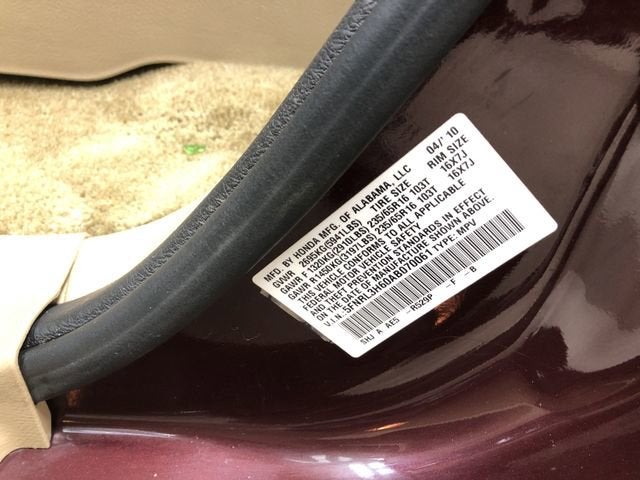 MFD. BY HONDA MFG. OF ALABAMA, LLC 04/'10
GVWR 2695KG(5941LBS) TIRE SIZE RIM SIZE
GAWR F 1320KG(2910LBS) 235/65R16 103T 16X7J
GAWR R 1450KG(3197LBS) 235/65R16 103T 16X7J
THIS VEHICLE CONFORMS TO ALL APPLICABLE
FEDERAL MOTOR VEHICLE SAFETY
AND THEFT PREVENTION STANDARDS IN EFFECT
ON THE DATE OF MANUFACTURE SHOWN ABOVE.
V.I.N.: 5FNRL3H60AB070061 TYPE: MPV
SHJ A AE5 -R529P -F -B